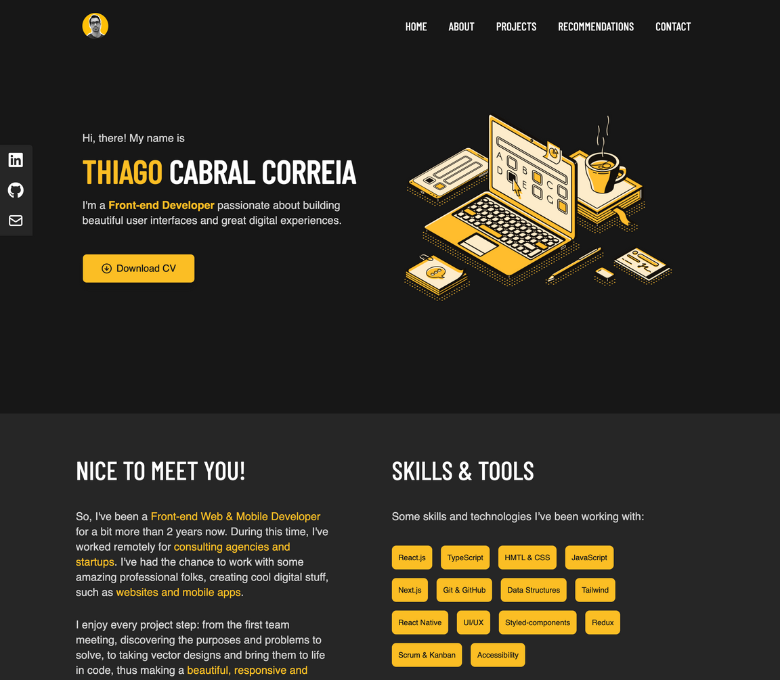 HOME ABOUT PROJECTS RECOMMENDATIONS CONTACT
Hi, there! My name is
THIAGO CABRAL CORREIA
I'm a Front-end Developer passionate about building
beautiful user interfaces and great digital experiences.
Download CV
A B C C
D E G
NICE TO MEET YOU!
So, I've been a Front-end Web & Mobile Developer
for a bit more than 2 years now. During this time, I've
worked remotely for consulting agencies and
startups. I've had the chance to work with some
amazing professional folks, creating cool digital stuff,
such as websites and mobile apps.
I enjoy every project step: from the first team
meeting, discovering the purposes and problems to
solve, to taking vector designs and bring them to life
in code, thus making a beautiful, responsive and
SKILLS & TOOLS
Some skills and technologies I've been working with:
React.js TypeScript HMTL & CSS JavaScript
Next.js Git & GitHub Data Structures Tailwind
React Native UI/UX Styled-components Redux
Scrum & Kanban Accessibility